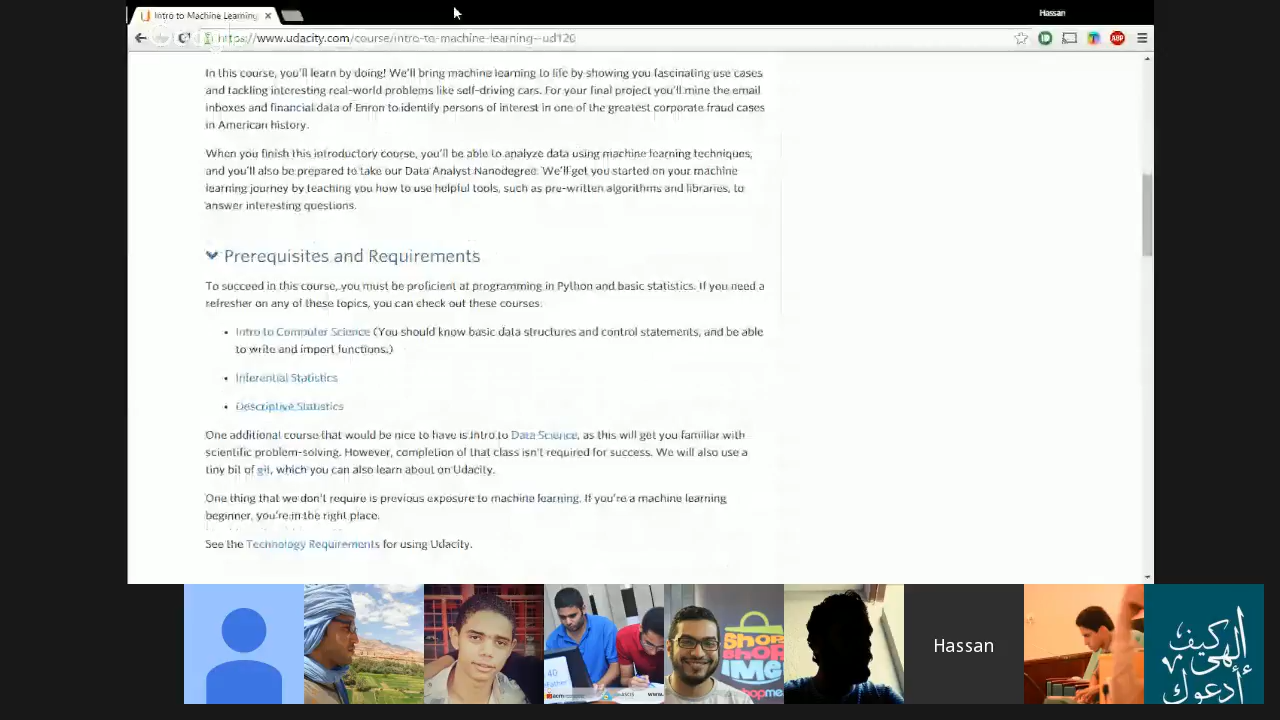 Intro to Machine Learning
Hassan
https://www.udacity.com/course/intro-to-machine-learning--ud120
ABP
In this course, you'll learn by doing! We'll bring machine learning to life by showing you fascinating use cases
and tackling interesting real-world problems like self-driving cars. For your final project you'll mine the email
inboxes and financial data of Enron to identify persons of interest in one of the greatest corporate fraud cases
in American history.
When you finish this introductory course, you'll be able to analyze data using machine learning techniques,
and you'll also be prepared to take our Data Analyst Nanodegree. We'll get you started on your machine
learning journey by teaching you how to use helpful tools, such as pre-written algorithms and libraries, to
answer interesting questions.
Prerequisites and Requirements
To succeed in this course, you must be proficient at programming in Python and basic statistics. If you need a
refresher on any of these topics, you can check out these courses:
• Intro to Computer Science (You should know basic data structures and control statements, and be able
to write and import functions.)
• Inferential Statistics
• Descriptive Statistics
One additional course that would be nice to have is Intro to Data Science, as this will get you familiar with
scientific problem-solving. However, completion of that class isn't required for success. We will also use a
tiny bit of git, which you can also learn about on Udacity.
One thing that we don't require is previous exposure to machine learning. If you're a machine learning
beginner, you're in the right place.
See the Technology Requirements for using Udacity.
SHOP
SHOP
ME
Hassan
إلهي كيف
أدعوك